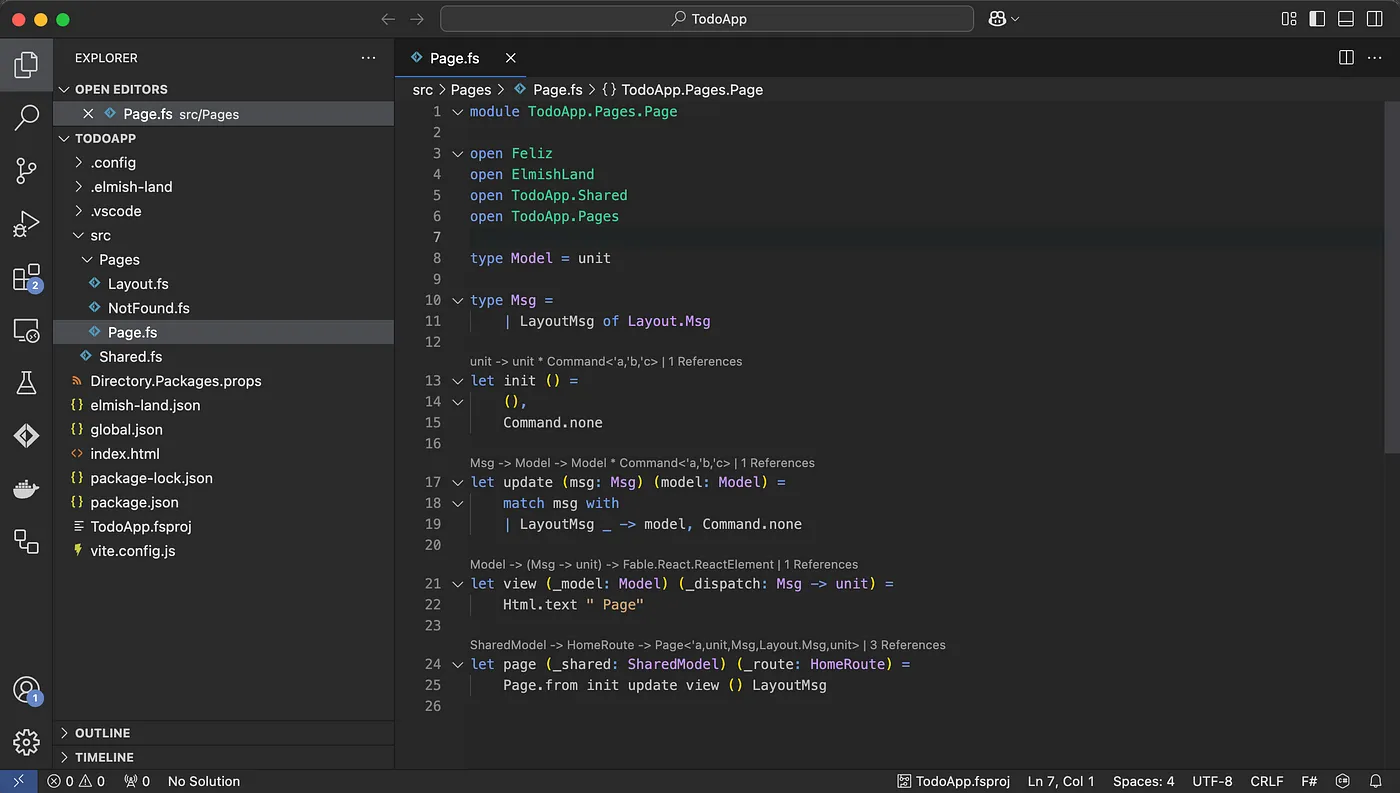 TodoApp
EXPLORER
OPEN EDITORS
Page.fs src/Pages
TODOAPP
.config
.elmish-land
.vscode
src
Pages
Layout.fs
NotFound.fs
Page.fs
Shared.fs
Directory.Packages.props
{} elmish-land.json
{} global.json
<> index.html
{} package-lock.json
{} package.json
TodoApp.fsproj
vite.config.js
OUTLINE
TIMELINE
2
1
Page.fs
src > Pages > Page.fs > {} TodoApp.Pages.Page
1 module TodoApp.Pages.Page
2
3 open Feliz
4 open ElmishLand
5 open TodoApp.Shared
6 open TodoApp.Pages
7
8 type Model = unit
9
10 type Msg =
11     | LayoutMsg of Layout.Msg
12
unit -> unit * Command<'a,'b,'c> | 1 References
13 let init () =
14     (),
15     Command.none
16
Msg -> Model -> Model * Command<'a,'b,'c> | 1 References
17 let update (msg: Msg) (model: Model) =
18     match msg with
19     | LayoutMsg _ -> model, Command.none
20
Model -> (Msg -> unit) -> Fable.React.ReactElement | 1 References
21 let view (_model: Model) (_dispatch: Msg -> unit) =
22     Html.text " Page"
23
SharedModel -> HomeRoute -> Page<'a,unit,Msg,Layout.Msg,unit> | 3 References
24 let page (_shared: SharedModel) (_route: HomeRoute) =
25     Page.from init update view () LayoutMsg
26
0 0 0 No Solution TodoApp.fsproj Ln 7, Col 1 Spaces: 4 UTF-8 CRLF F#